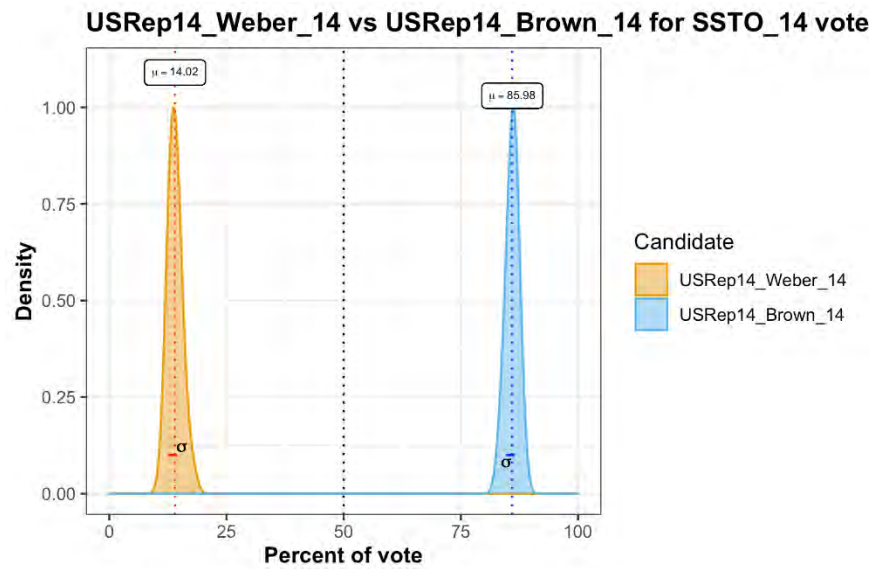 USRep14_Weber_14 vs USRep14_Brown_14 for SSTO_14 vote
μ = 14.02
μ = 85.98
1.00
0.75
0.50
0.25
0.00
Density
σ
σ
0 25 50 75 100
Percent of vote
Candidate
USRep14_Weber_14
USRep14_Brown_14